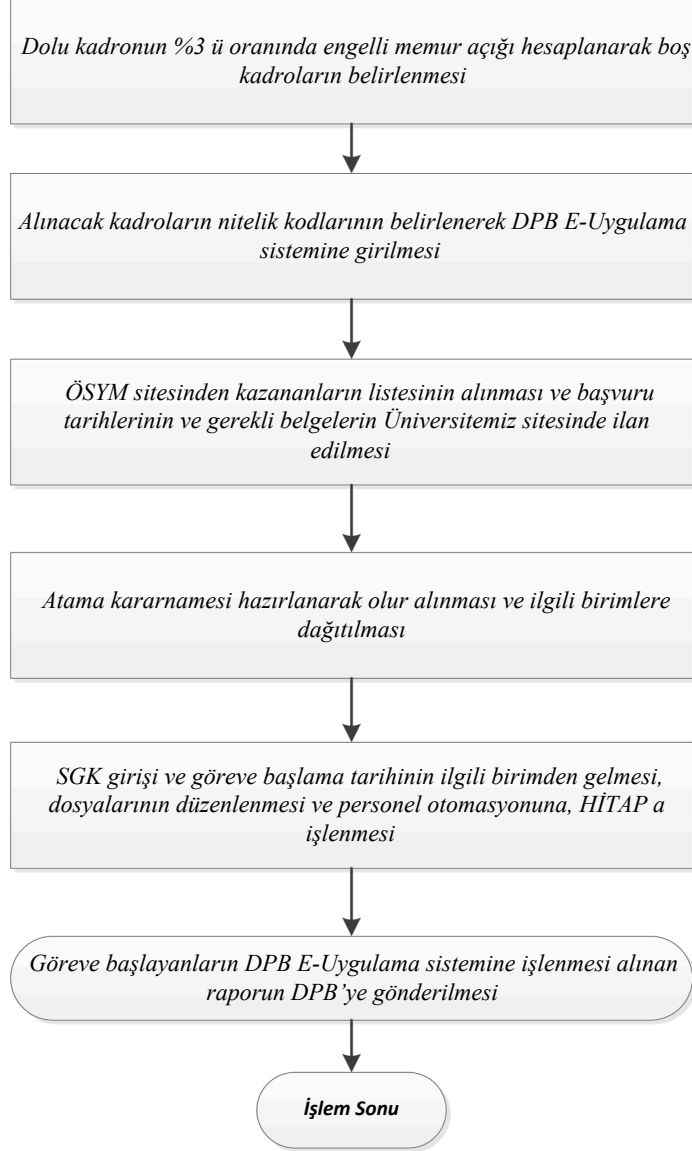 Dolu kadronun %3 ü oranında engelli memur açığı hesaplanarak boş
kadroların belirlenmesi
Alınacak kadroların nitelik kodlarının belirlenerek DPB E-Uygulama
sistemine girilmesi
ÖSYM sitesinden kazananların listesinin alınması ve başvuru
tarihlerinin ve gerekli belgelerin Üniversitemiz sitesinde ilan
edilmesi
Atama kararnamesi hazırlanarak olur alınması ve ilgili birimlere
dağıtılması
SGK girişi ve göreve başlama tarihinin ilgili birimden gelmesi,
dosyalarının düzenlenmesi ve personel otomasyonuna, HİTAP a
işlenmesi
Göreve başlayanların DPB E-Uygulama sistemine işlenmesi alınan
raporun DPB’ye gönderilmesi
İşlem Sonu